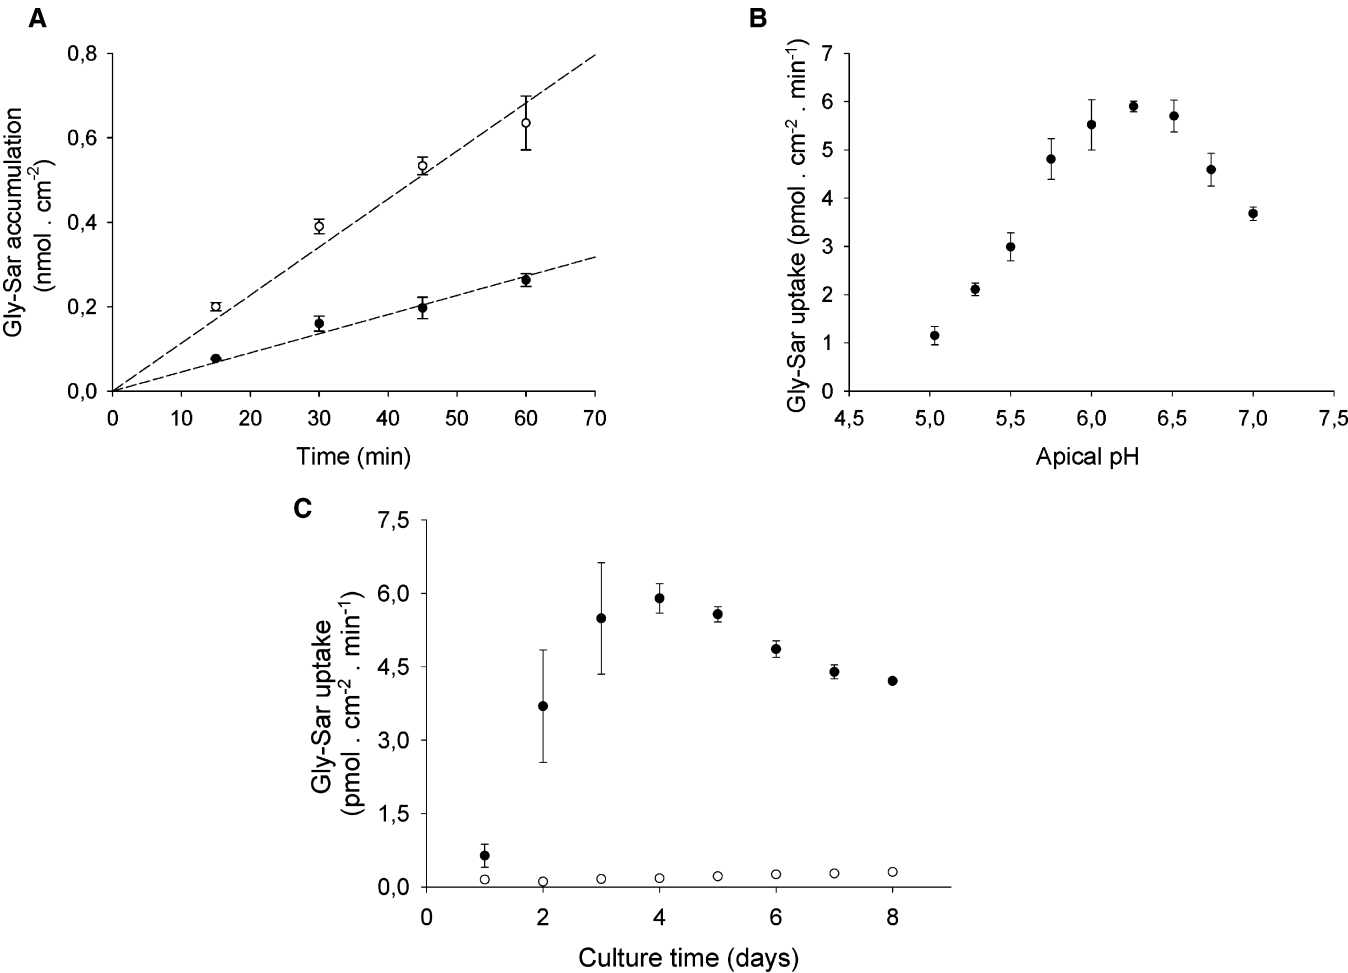 A
Gly-Sar accumulation
(nmol . cm-2)
0,8
0,6
0,4
0,2
0,0
0 10 20 30 40 50 60 70
Time (min)
B
Gly-Sar uptake (pmol . cm-2 . min-1)
7
6
5
4
3
2
1
0
4,5 5,0 5,5 6,0 6,5 7,0 7,5
Apical pH
C
Gly-Sar uptake
(pmol . cm-2 . min-1)
7,5
6,0
4,5
3,0
1,5
0,0
0 2 4 6 8
Culture time (days)